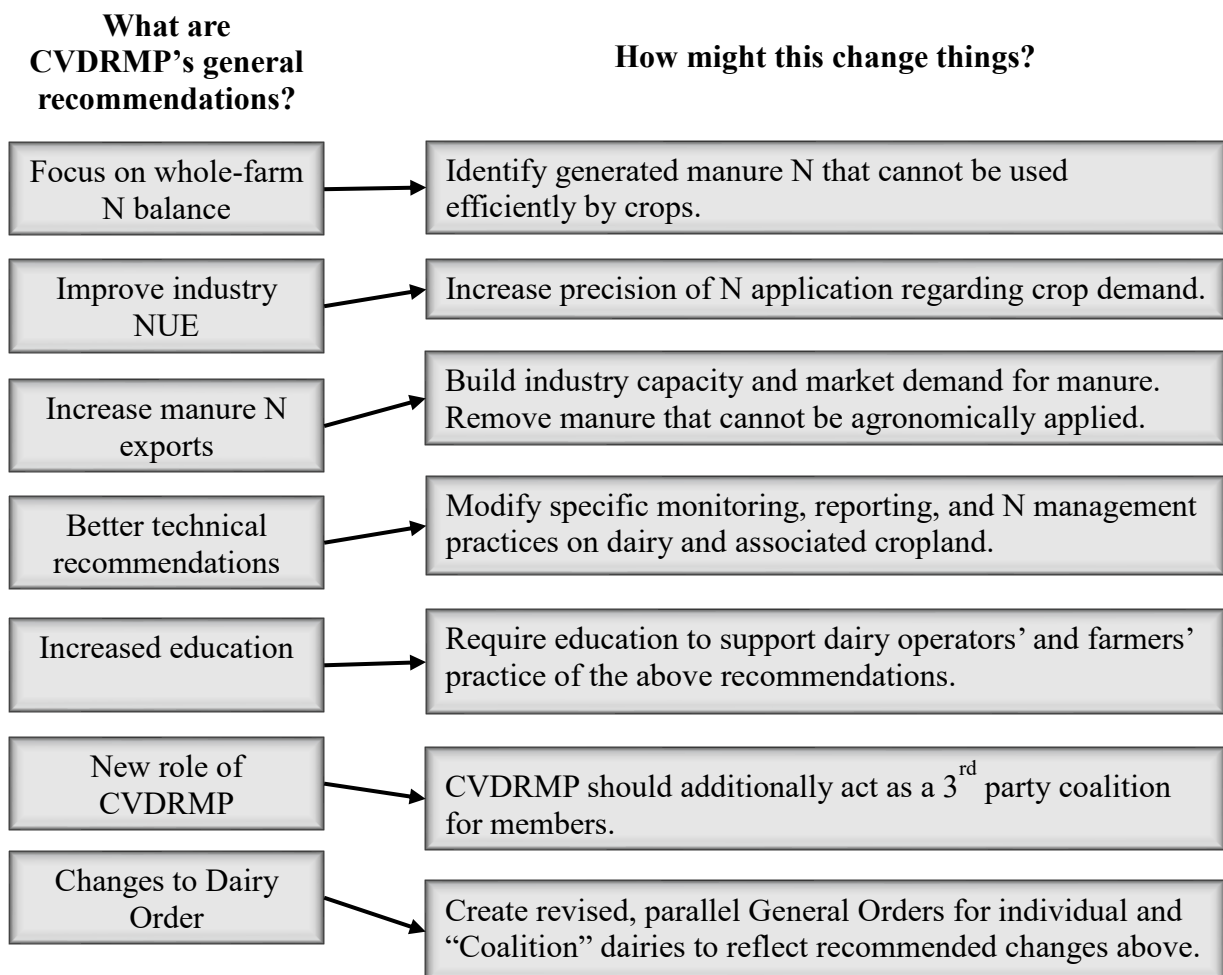 What are
CVDRMP’s general
recommendations?
How might this change things?
Focus on whole-farm
N balance
Identify generated manure N that cannot be used
efficiently by crops.
Improve industry
NUE
Increase precision of N application regarding crop demand.
Increase manure N
exports
Build industry capacity and market demand for manure.
Remove manure that cannot be agronomically applied.
Better technical
recommendations
Modify specific monitoring, reporting, and N management
practices on dairy and associated cropland.
Increased education
Require education to support dairy operators’ and farmers’
practice of the above recommendations.
New role of
CVDRMP
CVDRMP should additionally act as a 3rd party coalition
for members.
Changes to Dairy
Order
Create revised, parallel General Orders for individual and
“Coalition” dairies to reflect recommended changes above.